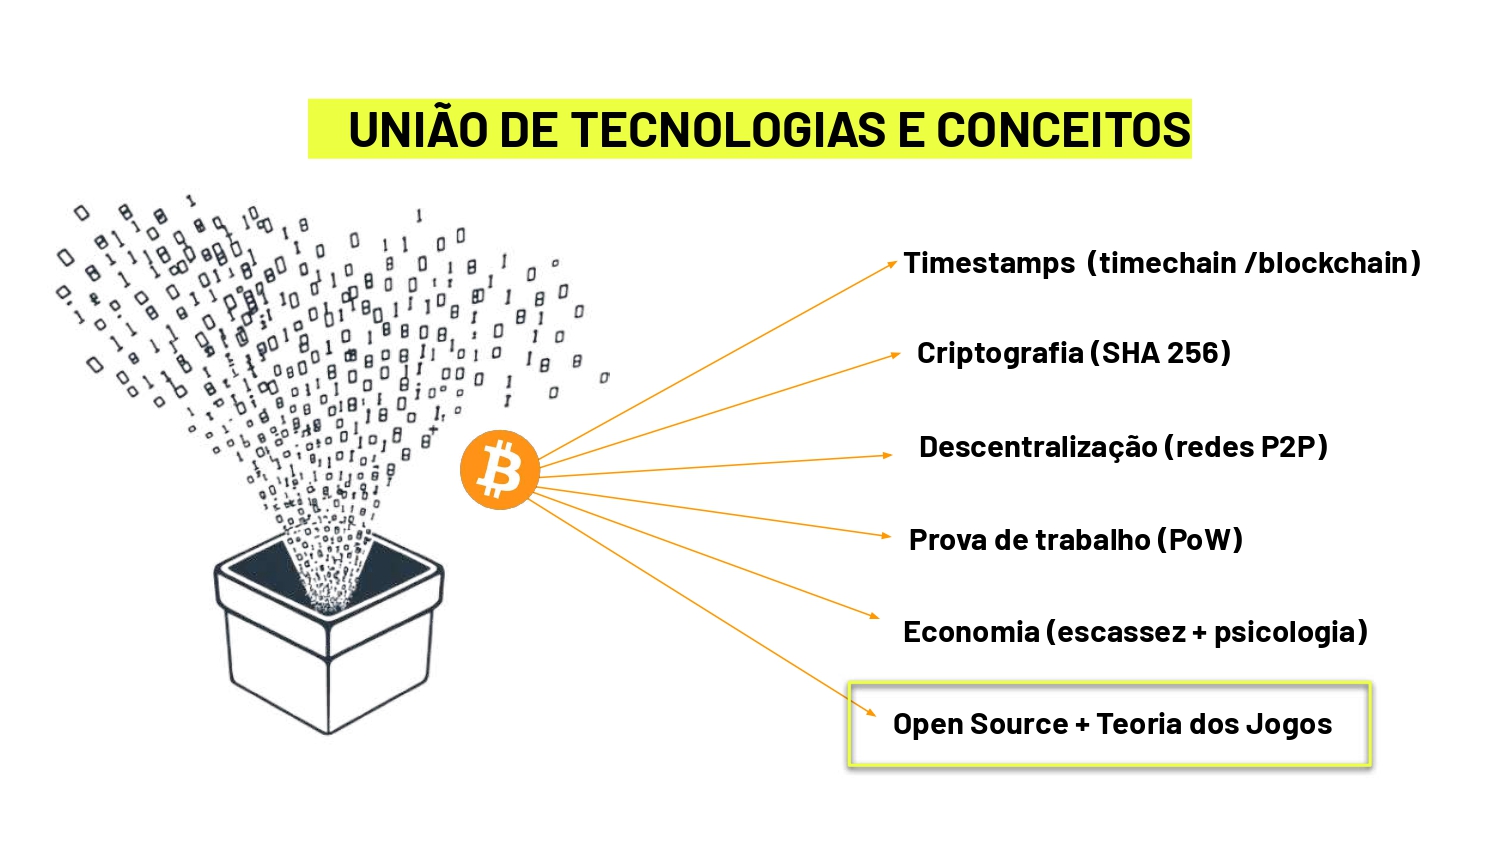 UNIÃO DE TECNOLOGIAS E CONCEITOS
Timestamps (timechain /blockchain)
Criptografia (SHA 256)
Descentralização (redes P2P)
Prova de trabalho (PoW)
Economia (escassez + psicologia)
Open Source + Teoria dos Jogos